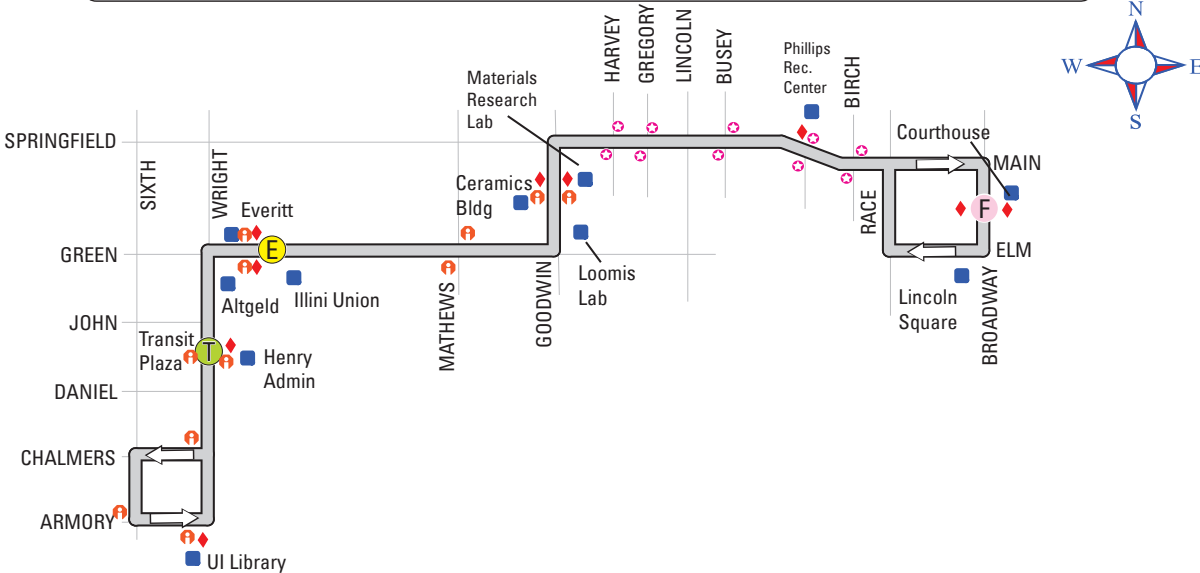 N
W
E
S
HARVEY
GREGORY
LINCOLN
BUSEY
Phillips
Rec.
Center
BIRCH
Materials
Research
Lab
Courthouse
SPRINGFIELD
MAIN
SIXTH
WRIGHT
Everitt
Ceramics
Bldg
RACE
F
GREEN
E
ELM
Altgeld
Illini Union
MATHEWS
GOODWIN
Loomis
Lab
Lincoln
Square
BROADWAY
JOHN
Transit
Plaza
T
Henry
Admin
DANIEL
CHALMERS
ARMORY
UI Library